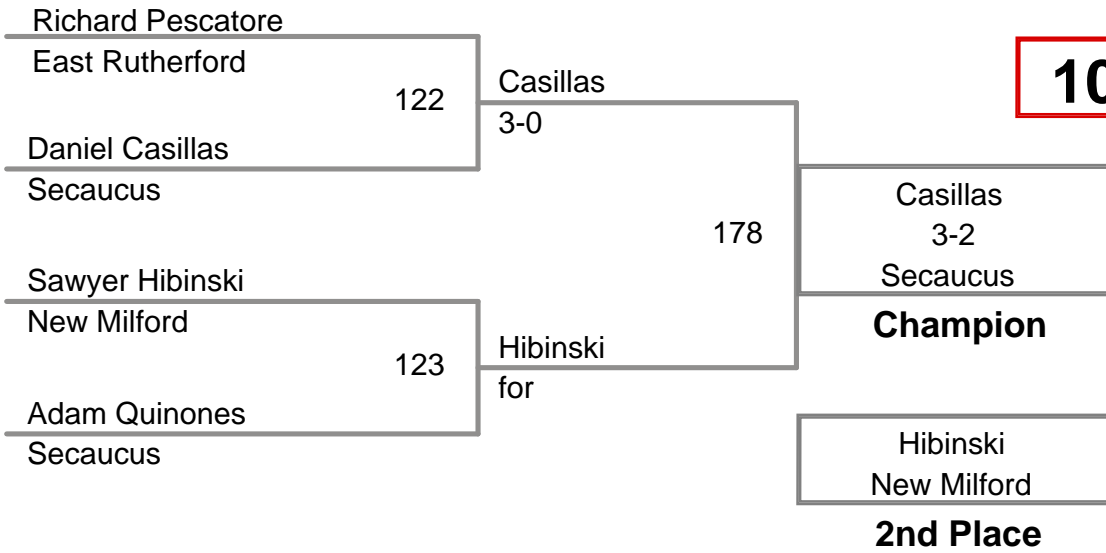 Richard Pescatore
East Rutherford
122
Daniel Casillas
Secaucus
Casillas
3-0
Sawyer Hibinski
New Milford
123
Adam Quinones
Secaucus
Hibinski
for
178
10
Casillas
3-2
Secaucus
Champion
Hibinski
New Milford
2nd Place